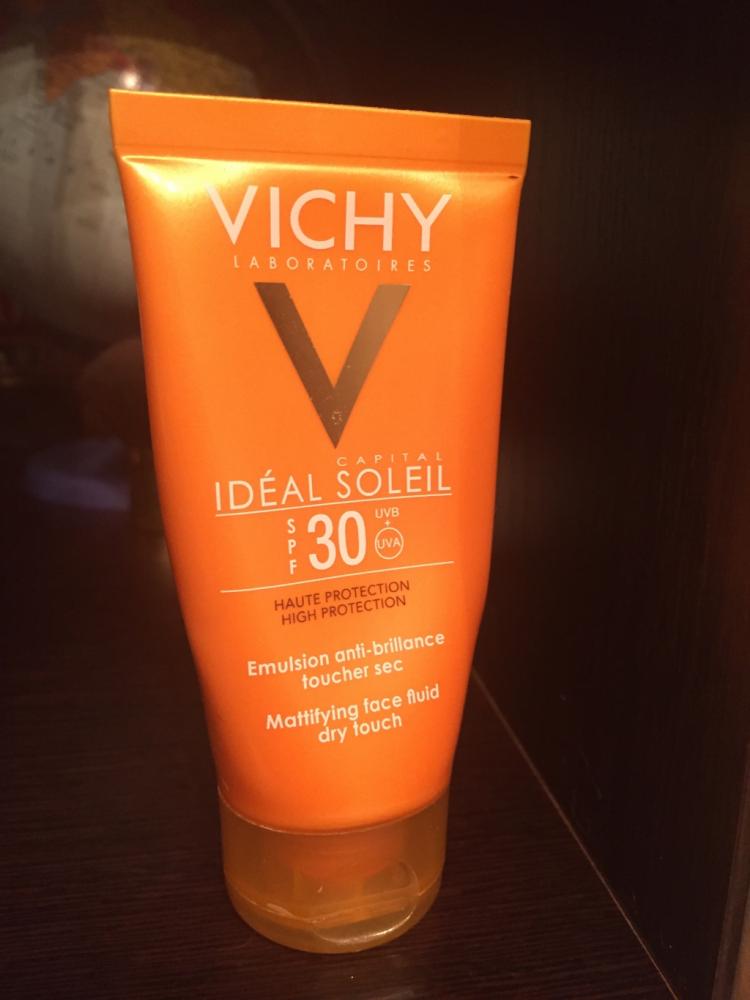 VICHY
LABORATOIRES
V
CAPITAL
IDÉAL SOLEIL
SPF 30 UVB + UVA
HAUTE PROTECTION
HIGH PROTECTION
Emulsion anti-brillance
toucher sec
Mattifying face fluid
dry touch